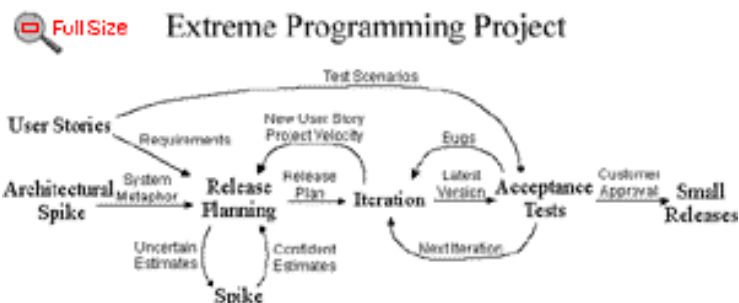 Full Size
Extreme Programming Project
Test Scenarios
User Stories
Requirements
New User Story
Project Velocity
Bugs
Architectural
Spike
System
Metaphor
Release
Planning
Release
Plan
Iteration
Latest
Version
Acceptance
Tests
Customer
Approval
Small
Releases
Uncertain
Estimates
Confident
Estimates
Next Iteration
Spike